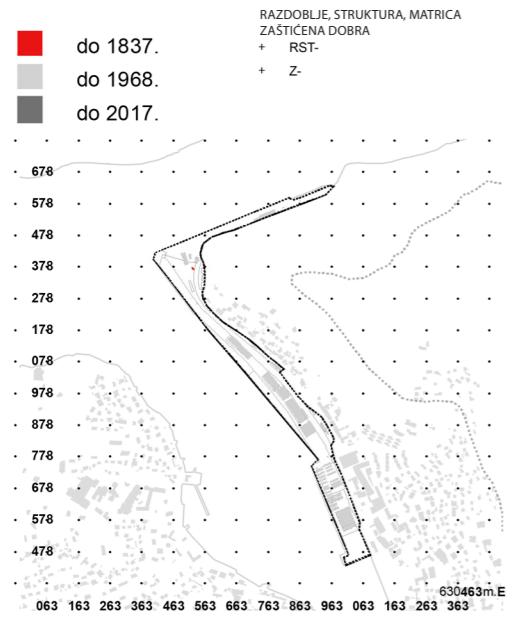 RAZDOBLJE, STRUKTURA, MATRICA
ZAŠTIĆENA DOBRA
+ RST-
+ Z-
do 1837.
do 1968.
do 2017.
678
578
478
378
278
178
078
978
878
778
678
578
478
630463m.E
063 163 263 363 463 563 663 763 863 963 063 163 263 363